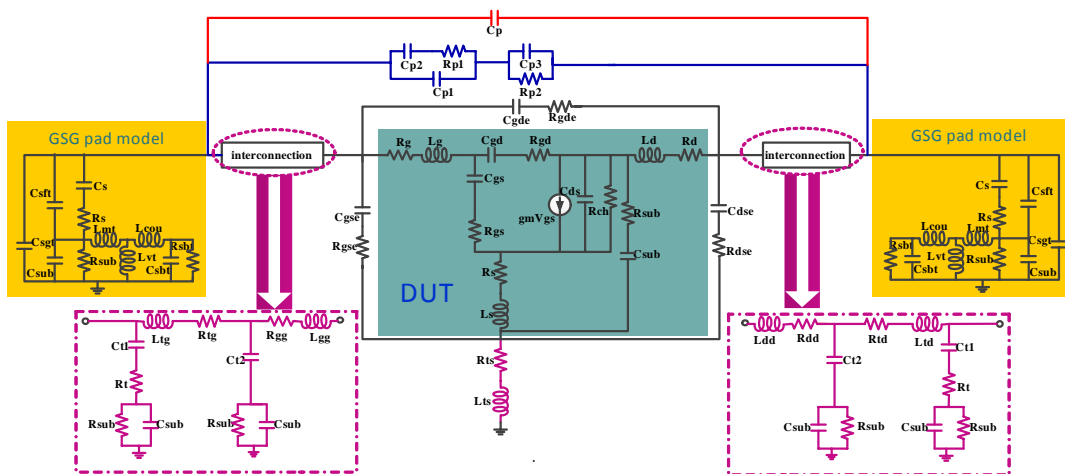 Cp
Cp2
Rp1
Cp3
Cp1
Rp2
Cgde
Rgde
GSG pad model
interconnection
Rg
Lg
Cgd
Rgd
Ld
Rd
interconnection
GSG pad model
Csft
Cs
Rs
Lmt
Lcou
Csgt
Rsub
Lvt
Rsbt
Csub
Csbt
Cgse
Rgse
Cgs
Rgs
gmVgs
Cds
Rch
Rsub
Csub
Rs
Ls
DUT
Cdse
Rdse
Cs
Csft
Rs
Lcou
Lmt
Rsbt
Lvt
Csgt
Csbt
Rsub
Csub
Ltg
Rtg
Rgg
Lgg
Ct1
Ct2
Rt
Rsub
Csub
Rsub
Csub
Rts
Lts
Ldd
Rdd
Rtd
Ltd
Ct2
Ct1
Rt
Csub
Rsub
Csub
Rsub